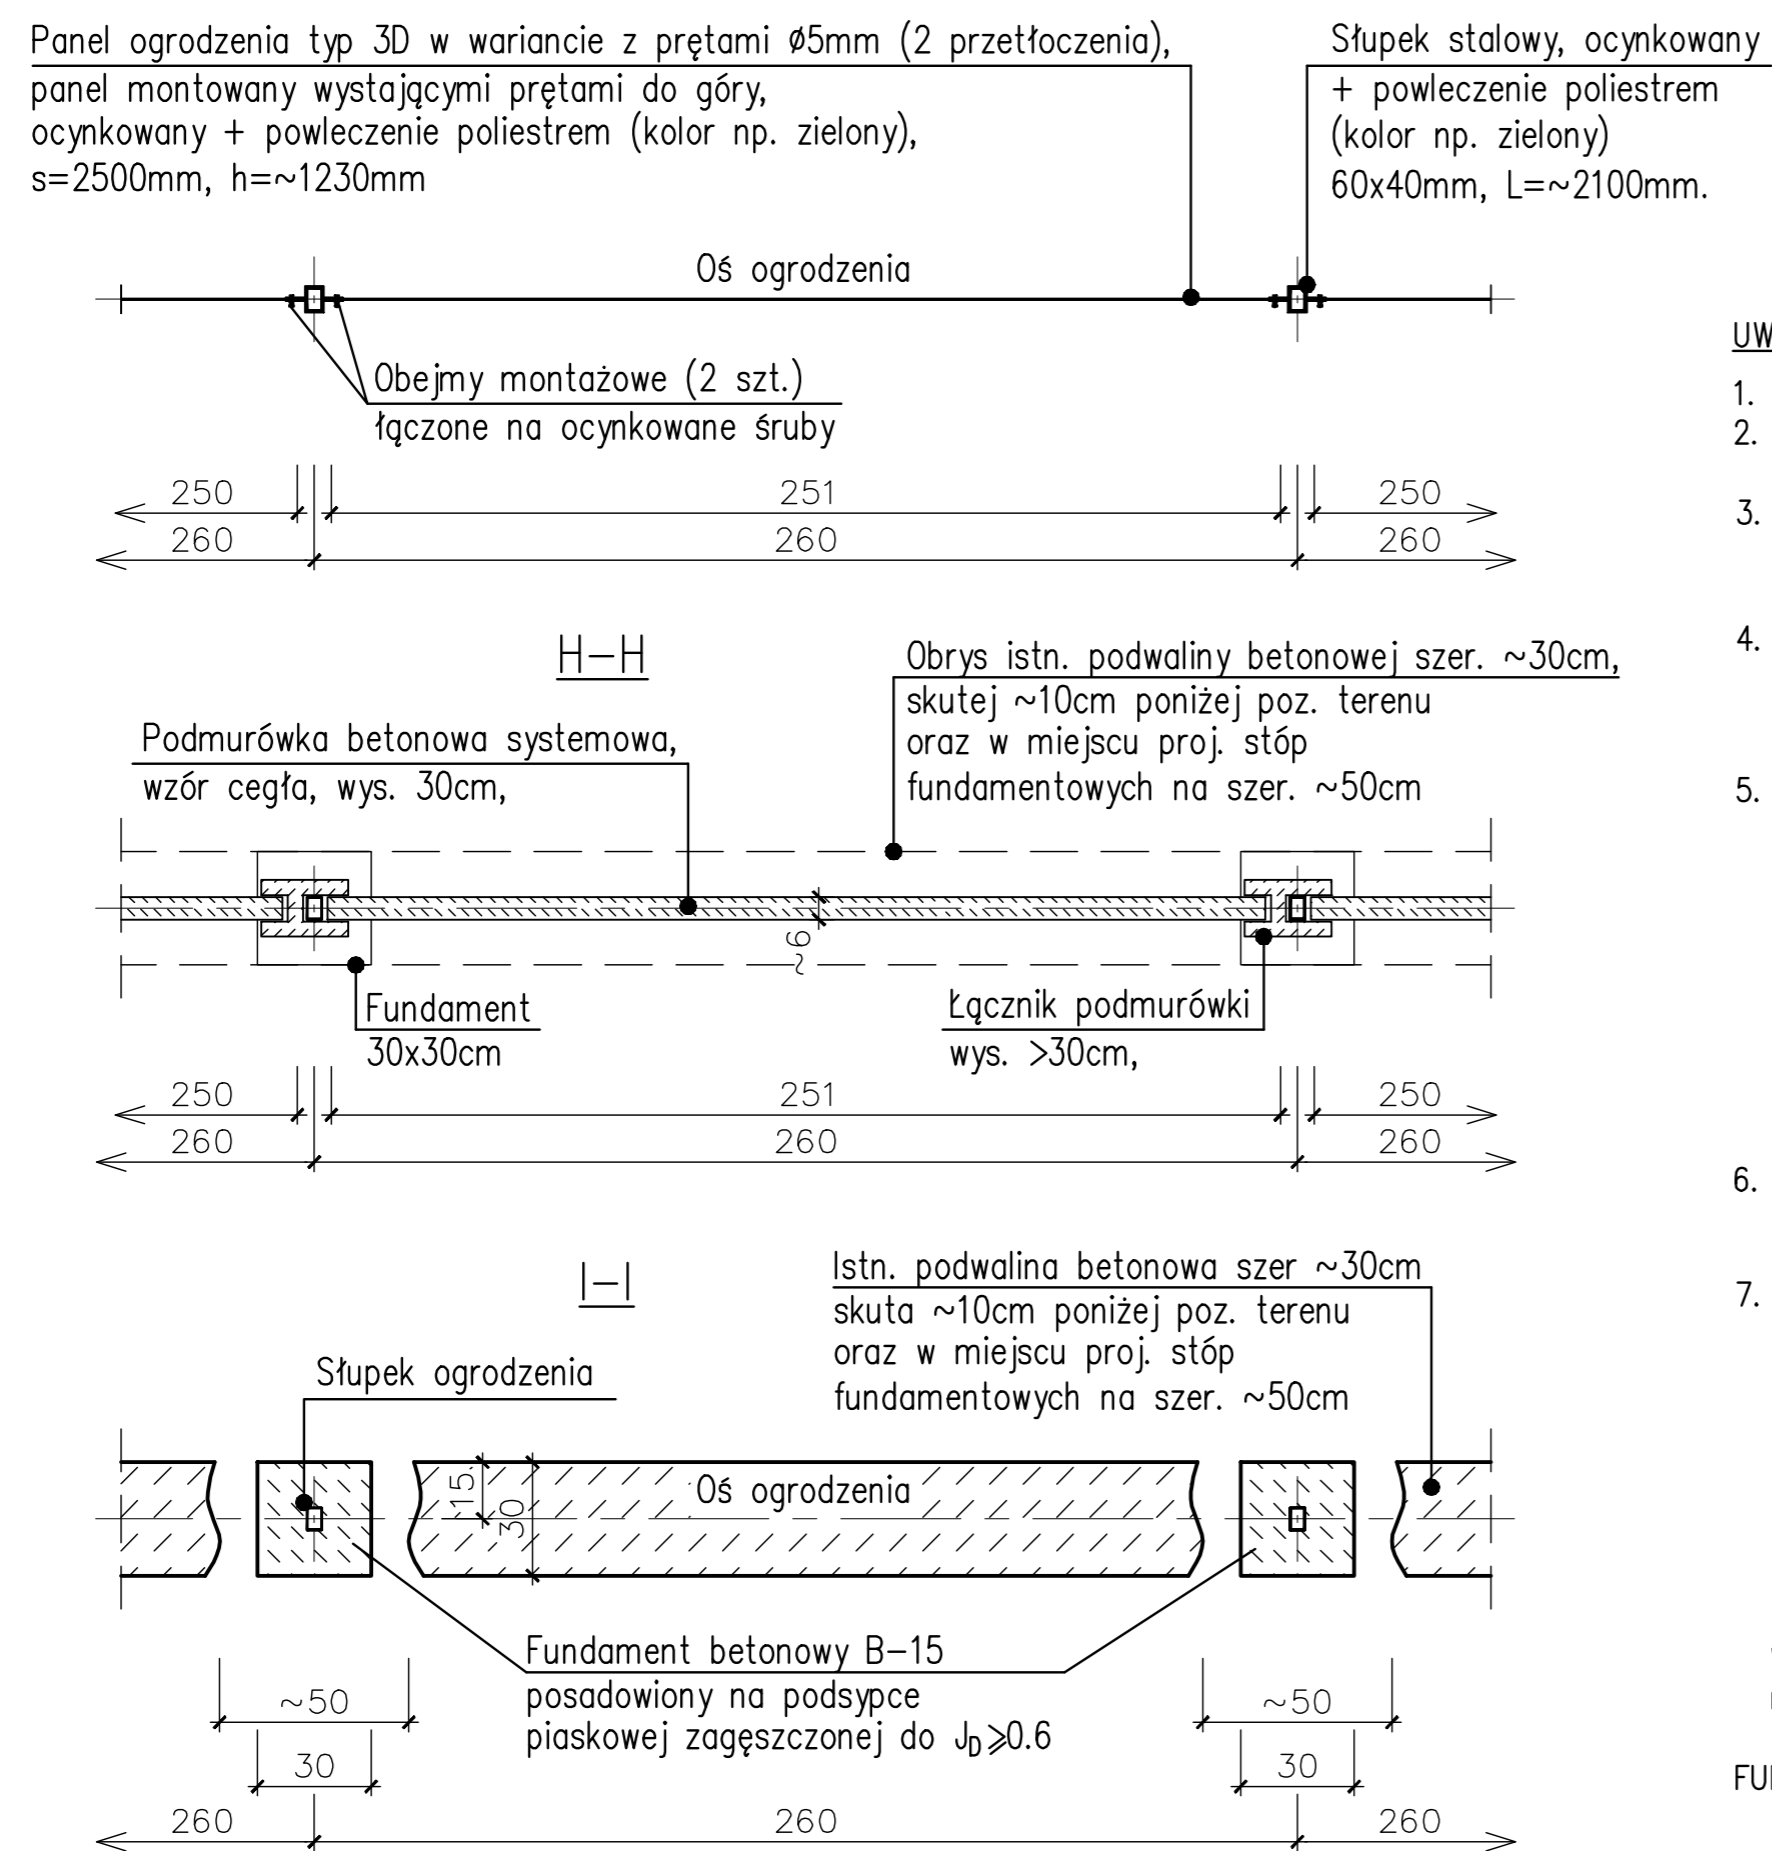 Panel ogrodzenia typ 3D w wariancie z prętami Ø5mm (2 przetłoczenia),
panel montowany wystającymi prętami do góry,
ocynkowany + powleczenie poliestrem (kolor np. zielony),
s=2500mm, h=~1230mm
Słupek stalowy, ocynkowany
+ powleczenie poliestrem
(kolor np. zielony)
60x40mm, L=~2100mm.
Oś ogrodzenia
Obejmy montażowe (2 szt.)
łączone na ocynkowane śruby
250 251 250
260 260 260
H-H
Obrys istn. podwaliny betonowej szer. ~30cm,
skutej ~10cm poniżej poz. terenu
oraz w miejscu proj. stóp
fundamentowych na szer. ~50cm
Podmurówka betonowa systemowa,
wzór cegła, wys. 30cm,
~6
Fundament
30x30cm
Łącznik podmurówki
wys. >30cm,
250 251 250
260 260 260
I-I
Istn. podwalina betonowa szer ~30cm
skuta ~10cm poniżej poz. terenu
oraz w miejscu proj. stóp
fundamentowych na szer. ~50cm
Słupek ogrodzenia
15
30
Oś ogrodzenia
Fundament betonowy B-15
posadowiony na podsypce
piaskowej zagęszczonej do JD⩾0.6
~50 ~50
30 30
260 260 260
UW
1.
2.
3.
4.
5.
6.
7.